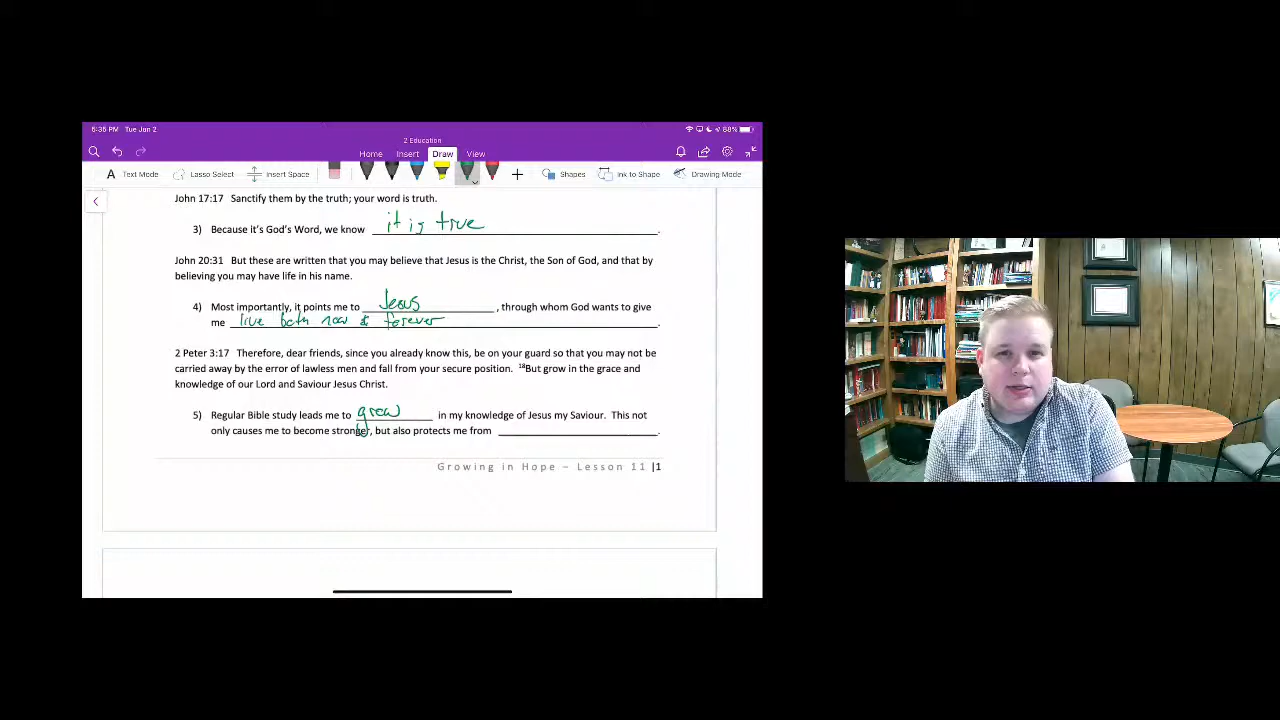 5:35 PM Tue Jan 2 88%
2 Education
Home Insert Draw View
Text Mode Lasso Select Insert Space Shapes Ink to Shape Drawing Mode
John 17:17 Sanctify them by the truth; your word is truth.
3) Because it's God's Word, we know it is true.
John 20:31 But these are written that you may believe that Jesus is the Christ, the Son of God, and that by
believing you may have life in his name.
4) Most importantly, it points me to Jesus, through whom God wants to give
me live both now & forever.
2 Peter 3:17 Therefore, dear friends, since you already know this, be on your guard so that you may not be
carried away by the error of lawless men and fall from your secure position. 18But grow in the grace and
knowledge of our Lord and Saviour Jesus Christ.
5) Regular Bible study leads me to grow in my knowledge of Jesus my Saviour. This not
only causes me to become stronger, but also protects me from .
Growing in Hope – Lesson 11 |1